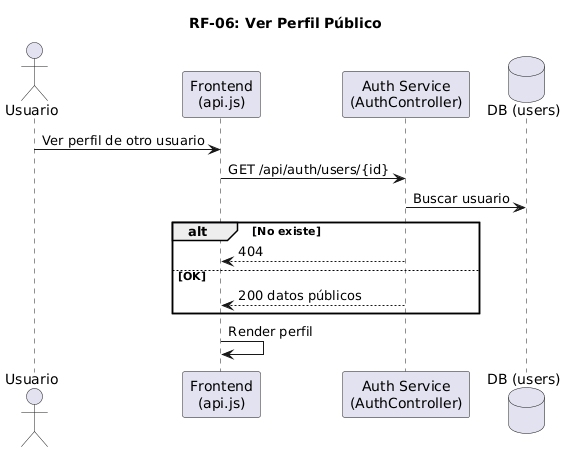 RF-06: Ver Perfil Público
Usuario
Frontend
(api.js)
Auth Service
(AuthController)
DB (users)
Ver perfil de otro usuario
GET /api/auth/users/{id}
Buscar usuario
alt [No existe]
404
[OK]
200 datos públicos
Render perfil
Usuario
Frontend
(api.js)
Auth Service
(AuthController)
DB (users)